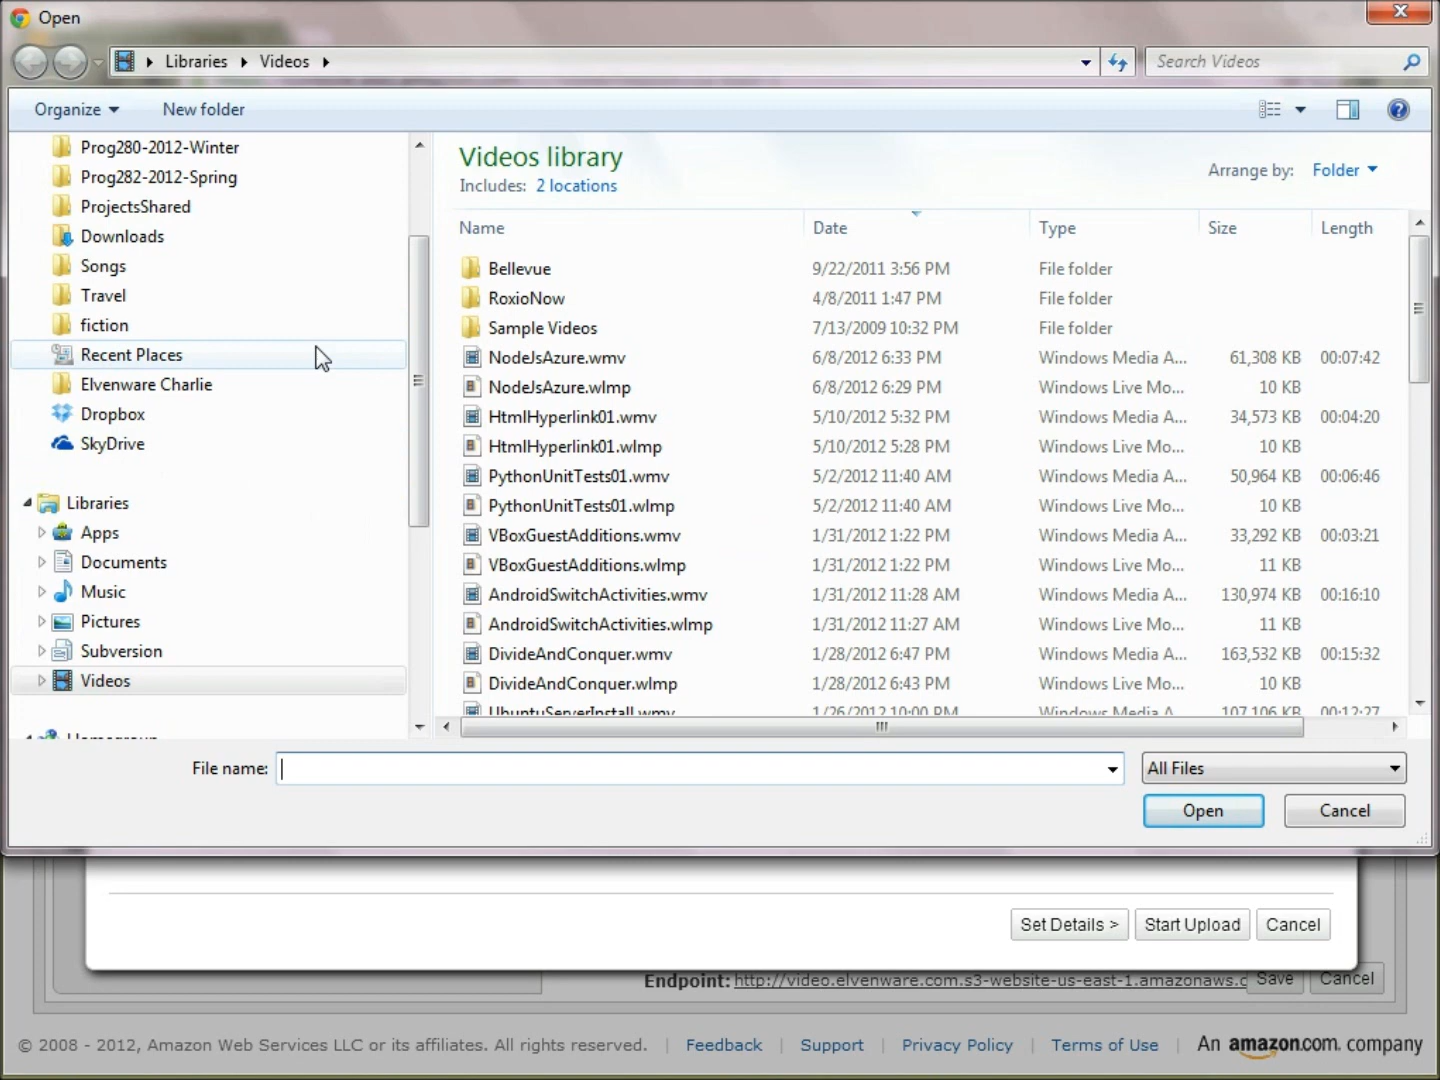 Open
Libraries Videos
Search Videos
Organize New folder
Prog280-2012-Winter
Prog282-2012-Spring
ProjectsShared
Downloads
Songs
Travel
fiction
Recent Places
Elvenware Charlie
Dropbox
SkyDrive
Libraries
Apps
Documents
Music
Pictures
Subversion
Videos
Homegroup
Videos library
Includes: 2 locations
Arrange by: Folder
Name Date Type Size Length
Bellevue 9/22/2011 3:56 PM File folder
RoxioNow 4/8/2011 1:47 PM File folder
Sample Videos 7/13/2009 10:32 PM File folder
NodeJsAzure.wmv 6/8/2012 6:33 PM Windows Media A... 61,308 KB 00:07:42
NodeJsAzure.wlmp 6/8/2012 6:29 PM Windows Live Mo... 10 KB
HtmlHyperlink01.wmv 5/10/2012 5:32 PM Windows Media A... 34,573 KB 00:04:20
HtmlHyperlink01.wlmp 5/10/2012 5:28 PM Windows Live Mo... 10 KB
PythonUnitTests01.wmv 5/2/2012 11:40 AM Windows Media A... 50,964 KB 00:06:46
PythonUnitTests01.wlmp 5/2/2012 11:40 AM Windows Live Mo... 10 KB
VBoxGuestAdditions.wmv 1/31/2012 1:22 PM Windows Media A... 33,292 KB 00:03:21
VBoxGuestAdditions.wlmp 1/31/2012 1:22 PM Windows Live Mo... 11 KB
AndroidSwitchActivities.wmv 1/31/2012 11:28 AM Windows Media A... 130,974 KB 00:16:10
AndroidSwitchActivities.wlmp 1/31/2012 11:27 AM Windows Live Mo... 11 KB
DivideAndConquer.wmv 1/28/2012 6:47 PM Windows Media A... 163,532 KB 00:15:32
DivideAndConquer.wlmp 1/28/2012 6:43 PM Windows Live Mo... 10 KB
UbuntuServerInstall.wmv 1/26/2012 10:00 PM Windows Media A... 107,106 KB 00:12:27
File name: All Files
Open Cancel
Set Details > Start Upload Cancel
Endpoint: http://video.elvenware.com.s3-website-us-east-1.amazonaws.c Save Cancel
© 2008 - 2012, Amazon Web Services LLC or its affiliates. All rights reserved. | Feedback | Support | Privacy Policy | Terms of Use | An amazon.com. company